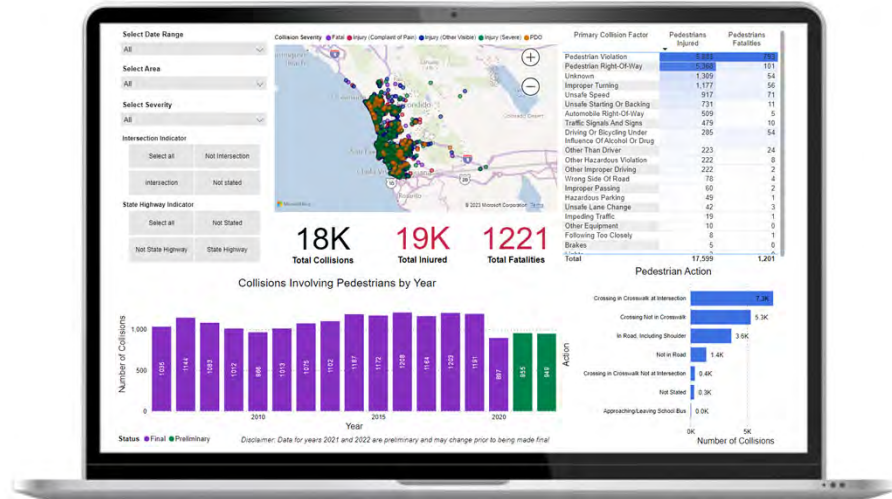 Select Date Range
All
Select Area
All
Select Severity
All
Intersection Indicator
Select all
Not Intersection
Intersection
Not stated
State Highway Indicator
Select all
Not Stated
Not State Highway
State Highway
Collision Severity Fatal Injury (Complaint of Pain) Injury (Other Visible) Injury (Severe) PDO
© 2023 Microsoft Corporation Terms
Primary Collision Factor Pedestrians Injured Pedestrians Fatalities
Pedestrian Violation
Pedestrian Right-Of-Way 101
Unknown 1,309 54
Improper Turning 1,177 56
Unsafe Speed 917 71
Unsafe Starting Or Backing 731 11
Automobile Right-Of-Way 509 5
Traffic Signals And Signs 479 10
Driving Or Bicycling Under Influence Of Alcohol Or Drug 285 54
Other Than Driver 223 24
Other Hazardous Violation 222 8
Other Improper Driving 222 2
Wrong Side Of Road 78 4
Improper Passing 60 2
Hazardous Parking 49 1
Unsafe Lane Change 42 3
Impeding Traffic 19 1
Other Equipment 10 0
Following Too Closely 8 1
Brakes 5 0
Total 17,559 1,201
18K
Total Collisions
19K
Total Injured
1221
Total Fatalities
Collisions Involving Pedestrians by Year
Number of Collisions
1,000
500
0
1144
1083
1012
1013
1075
1102
1187
1172
1208
1164
1203
1191
897
955
949
2010
2015
2020
Year
Status Final Preliminary
Disclaimer: Data for years 2021 and 2022 are preliminary and may change prior to being made final
Pedestrian Action
Action
Crossing in Crosswalk at Intersection 7.3K
Crossing Not in Crosswalk 5.3K
In Road, Including Shoulder 3.6K
Not in Road 1.4K
Crossing in Crosswalk Not at Intersection 0.4K
Not Stated 0.3K
Approaching/Leaving School Bus 0.0K
0K
5K
Number of Collisions